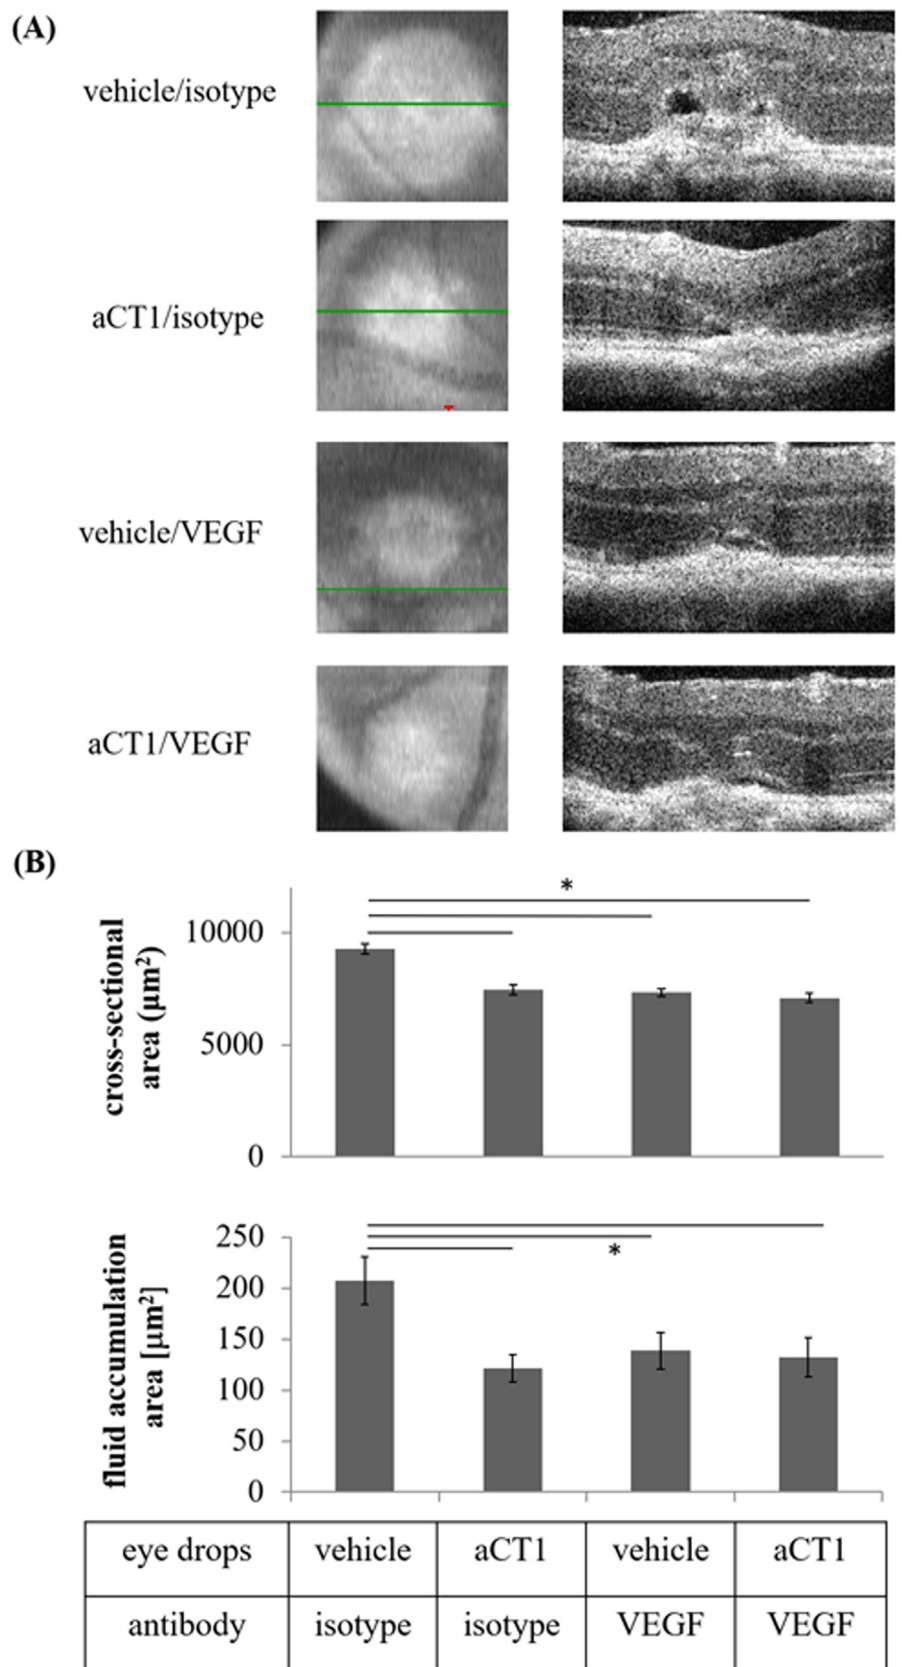 (A)
vehicle/isotype
aCT1/isotype
vehicle/VEGF
aCT1/VEGF
(B)
*
cross-sectional
area (μm²)
10000
5000
0
*
fluid accumulation
area [μm²]
250
200
150
100
50
0
eye drops vehicle aCT1 vehicle aCT1
antibody isotype isotype VEGF VEGF